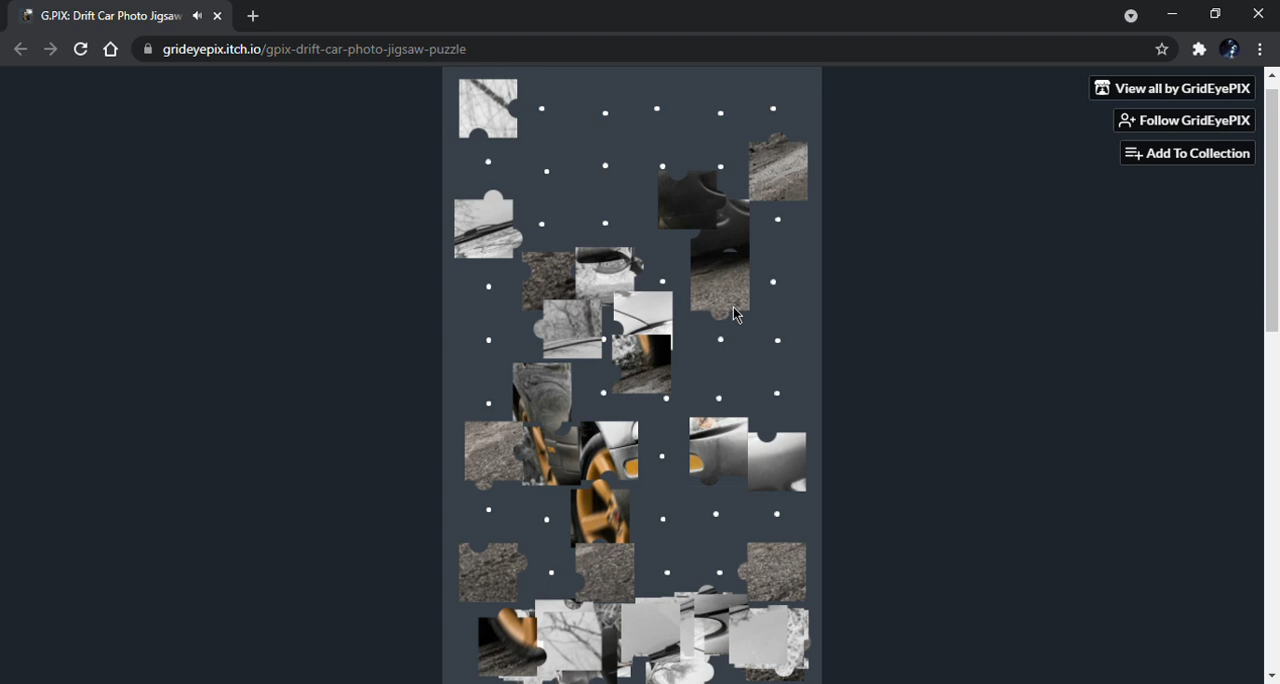 G.PIX: Drift Car Photo Jigsaw
grideyepix.itch.io/gpix-drift-car-photo-jigsaw-puzzle
View all by GridEyePIX
Follow GridEyePIX
Add To Collection